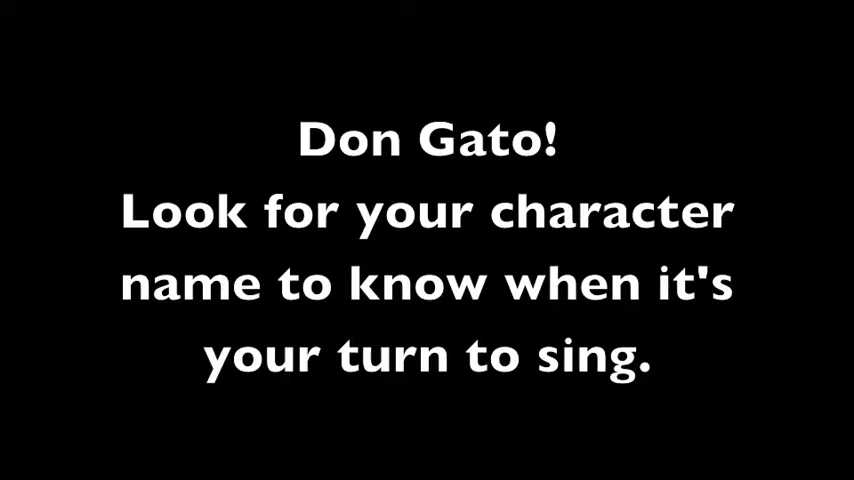 Don Gato!
Look for your character
name to know when it's
your turn to sing.